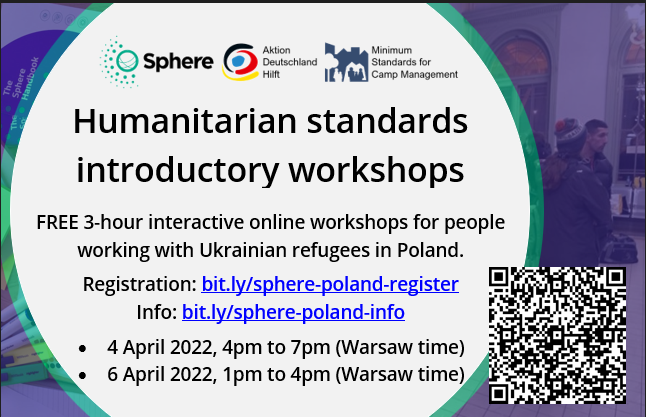 The
Sphere
Handbook
The
Sphere
Aktion
Deutschland
Hilft
Minimum
Standards for
Camp Management
Humanitarian standards
introductory workshops
FREE 3-hour interactive online workshops for people
working with Ukrainian refugees in Poland.
Registration: bit.ly/sphere-poland-register
Info: bit.ly/sphere-poland-info
• 4 April 2022, 4pm to 7pm (Warsaw time)
• 6 April 2022, 1pm to 4pm (Warsaw time)